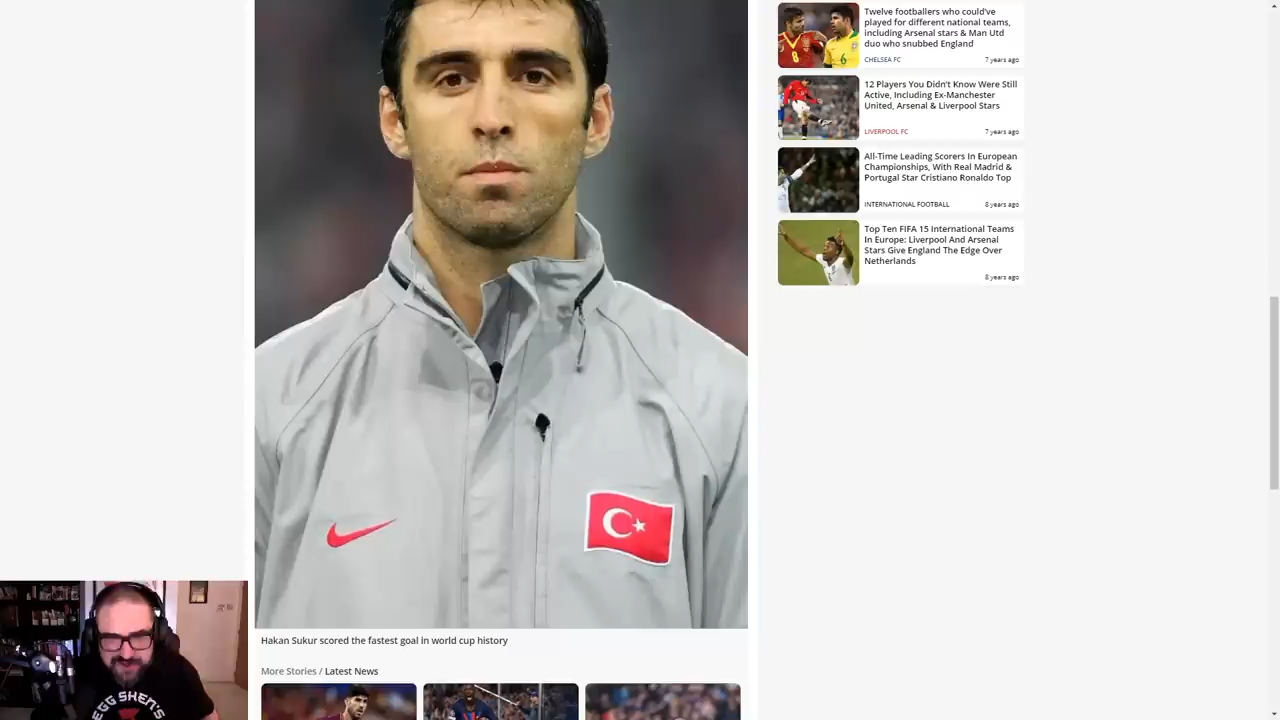 Twelve footballers who could've
played for different national teams,
including Arsenal stars & Man Utd
duo who snubbed England
CHELSEA FC
7 years ago
12 Players You Didn't Know Were Still
Active, Including Ex-Manchester
United, Arsenal & Liverpool Stars
LIVERPOOL FC
7 years ago
All-Time Leading Scorers In European
Championships, With Real Madrid &
Portugal Star Cristiano Ronaldo Top
INTERNATIONAL FOOTBALL
8 years ago
Top Ten FIFA 15 International Teams
In Europe: Liverpool And Arsenal
Stars Give England The Edge Over
Netherlands
8 years ago
Hakan Sukur scored the fastest goal in world cup history
More Stories / Latest News
EGG SHEN'S